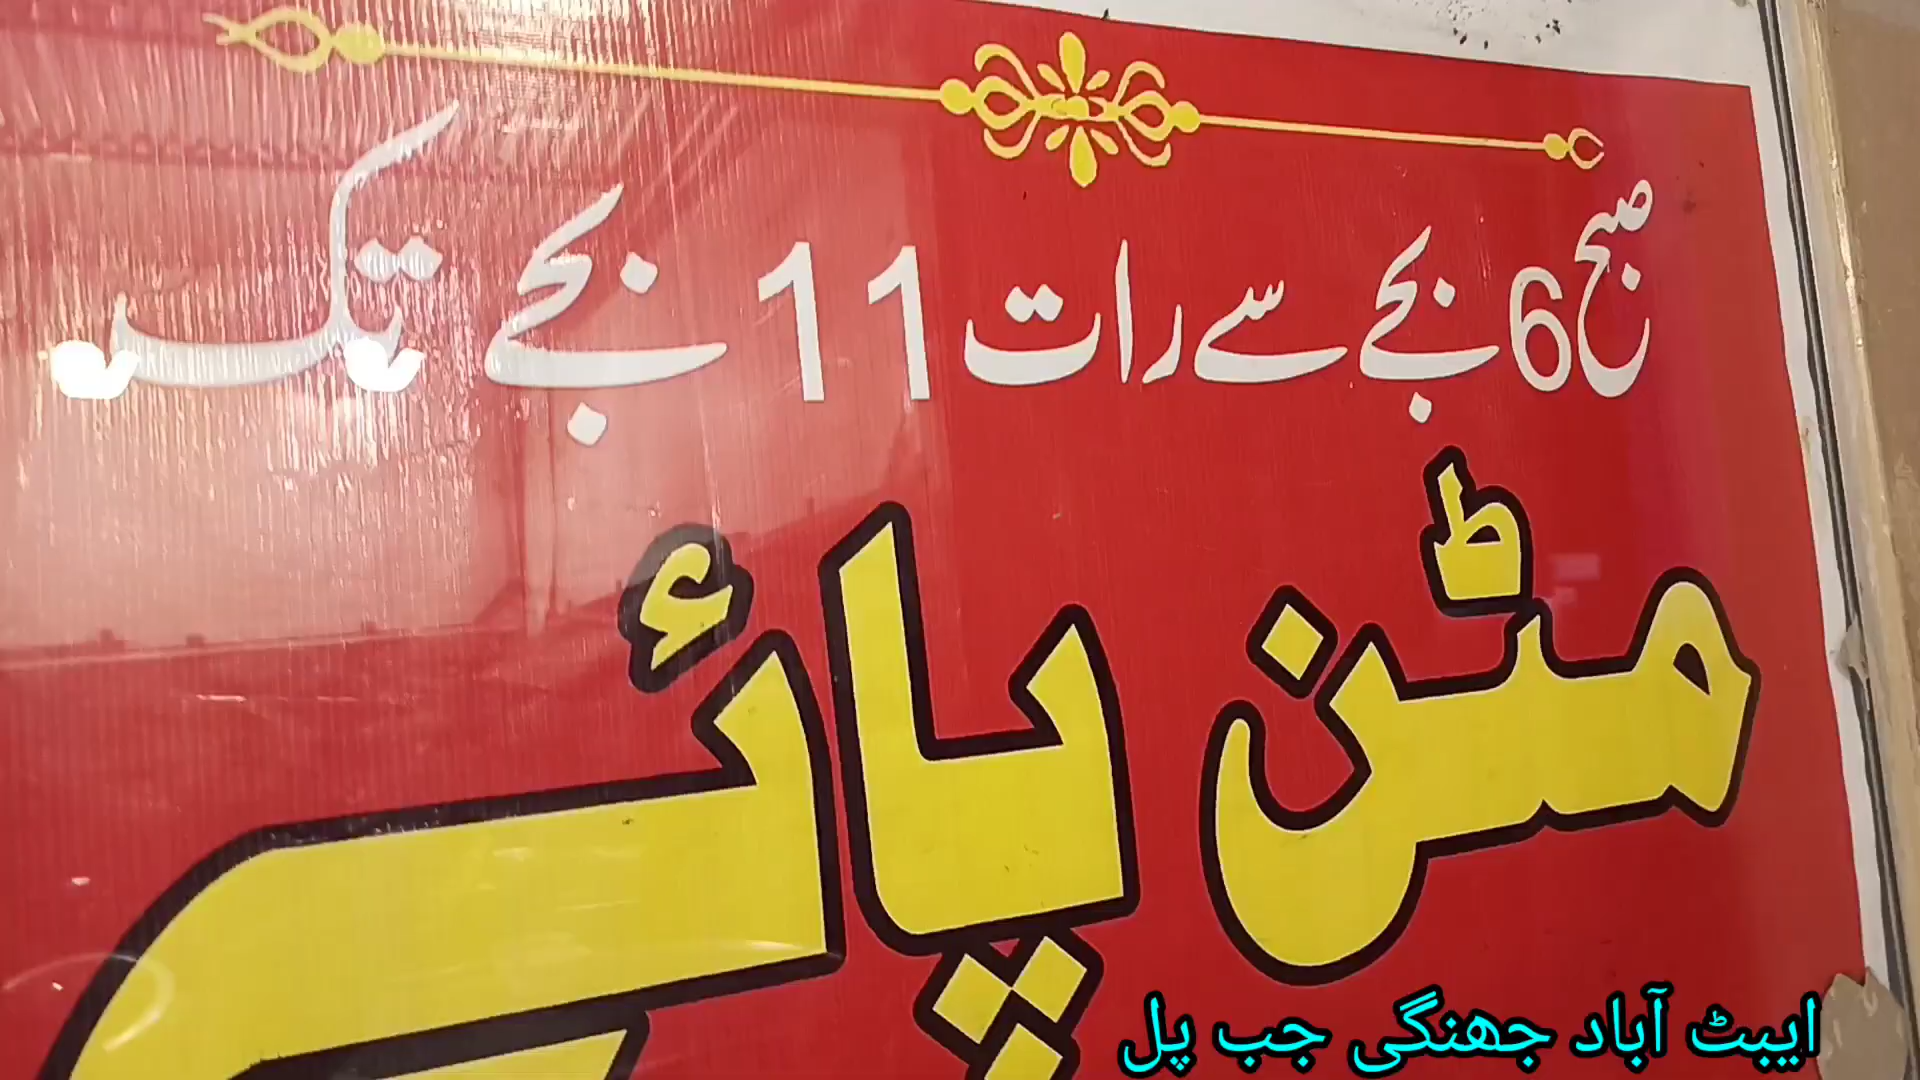 صبح 6 بجے سے رات 11 بجے تک
مٹن پائے
ایبٹ آباد جھنگی جب پل